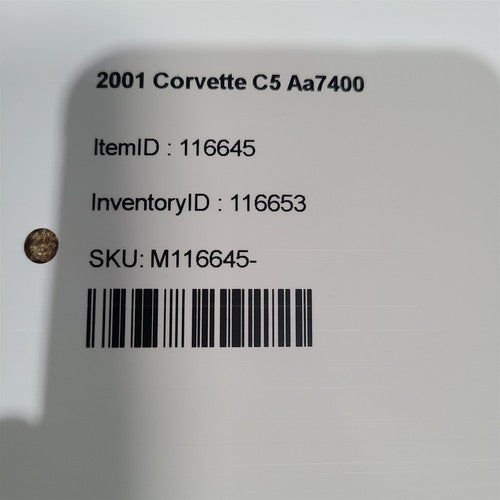 2001 Corvette C5 Aa7400
ItemID : 116645
InventoryID : 116653
SKU: M116645-